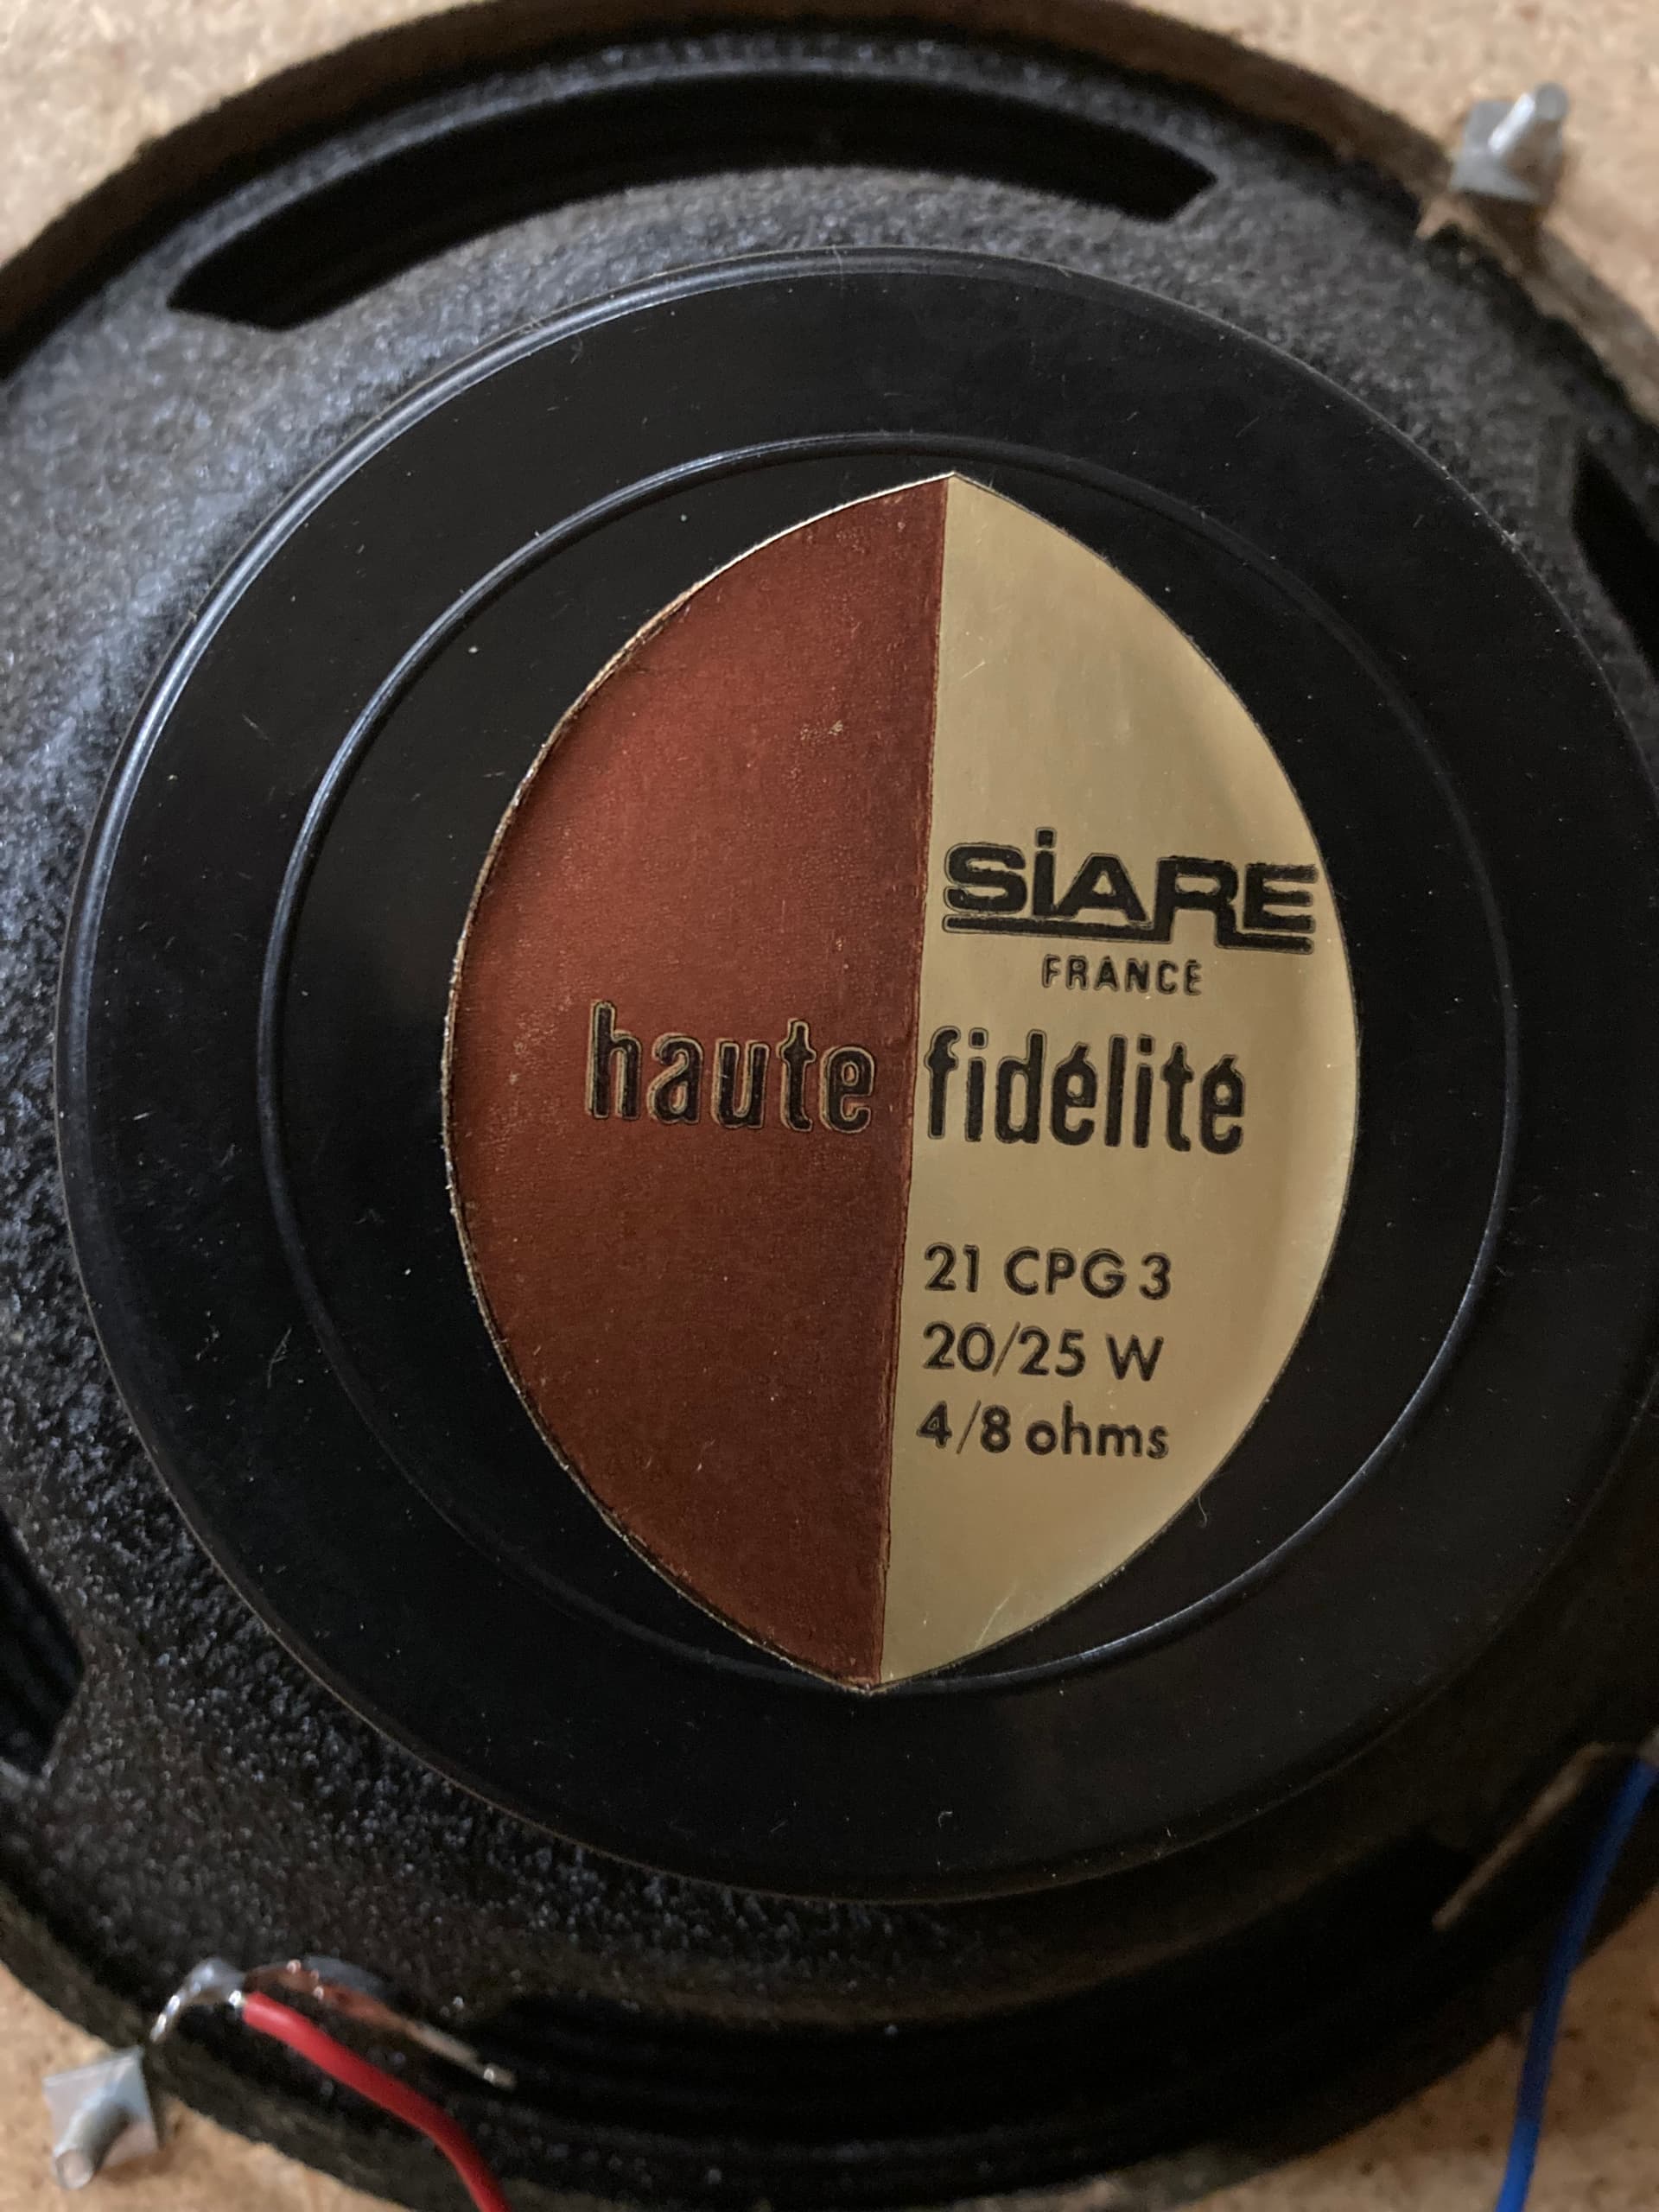 SiARE
FRANCE
haute fidélité
21 CPG 3
20/25 W
4/8 ohms